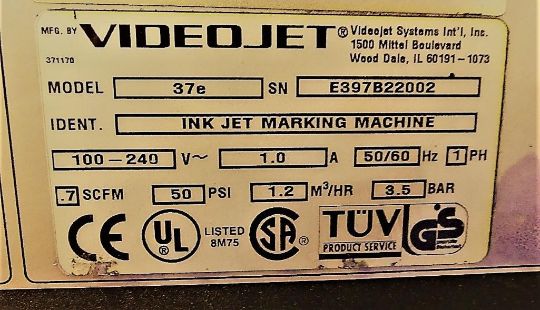 MFG. BY VIDEOJET ® Videojet Systems Int'l, Inc.
1500 Mittel Boulevard
371170 Wood Dale, IL 60191-1073
MODEL 37e SN E397B22002
IDENT. INK JET MARKING MACHINE
100-240 V~ 1.0 A 50/60 Hz 1 PH
.7 SCFM 50 PSI 1.2 M³/HR 3.5 BAR
CE UL LISTED 8M75 SA TÜV PRODUCT SERVICE GS